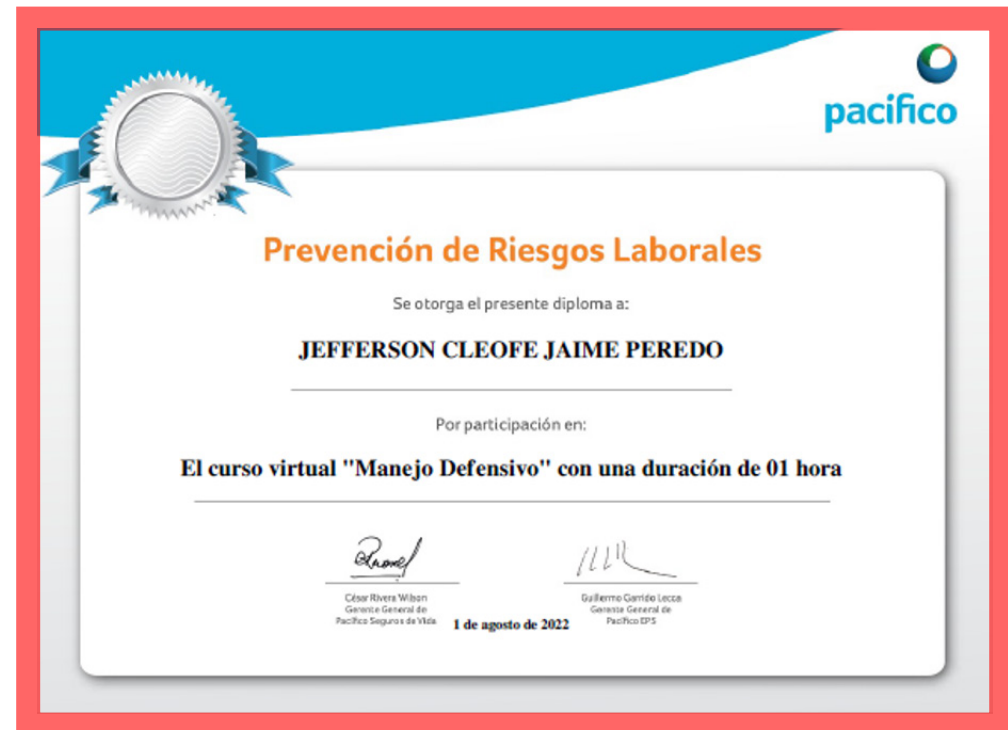 pacífico
Prevención de Riesgos Laborales
Se otorga el presente diploma a:
JEFFERSON CLEOFE JAIME PEREDO
Por participación en:
El curso virtual "Manejo Defensivo" con una duración de 01 hora
César Rivera Wilson
Gerente General de
Pacífico Seguros de Vida
1 de agosto de 2022
Guillermo Garrido Lecca
Gerente General de
Pacífico EPS